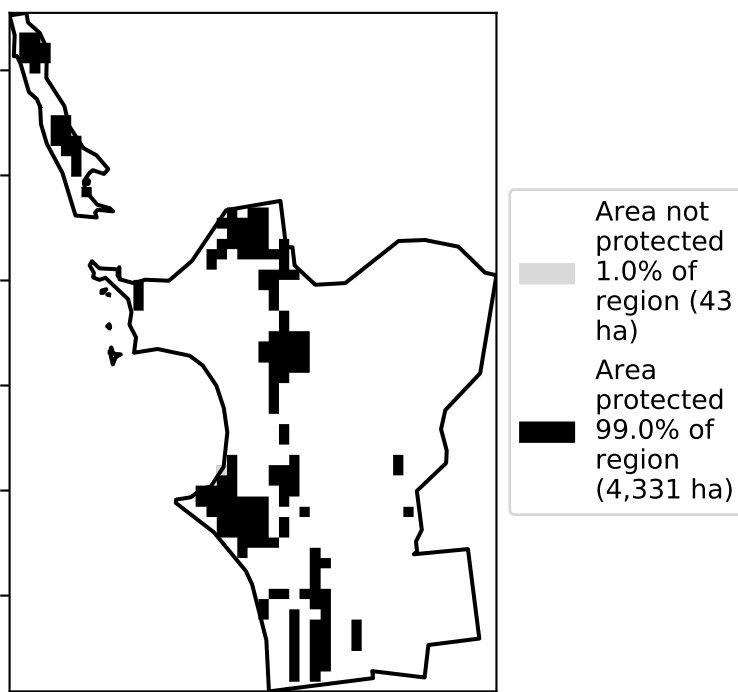 Area not
protected
1.0% of
region (43
ha)
Area
protected
99.0% of
region
(4,331 ha)